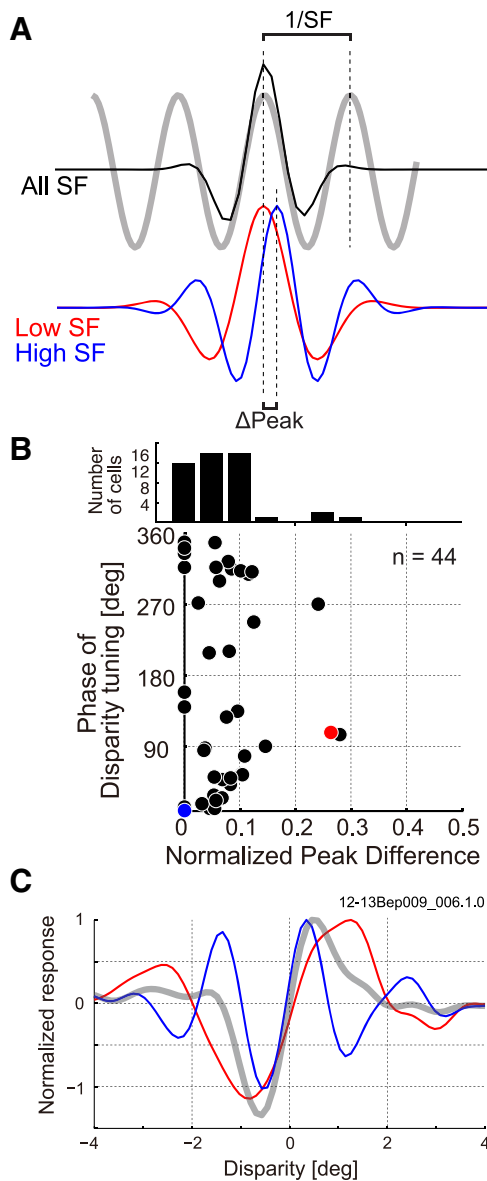 A
1/SF
All SF
Low SF
High SF
ΔPeak
B
Number
of cells
16
12
8
4
n = 44
Phase of
Disparity tuning [deg]
360
270
180
90
0 0.1 0.2 0.3 0.4 0.5
Normalized Peak Difference
C
12-13Bep009_006.1.0
Normalized response
1
0
−1
−4 −2 0 2 4
Disparity [deg]